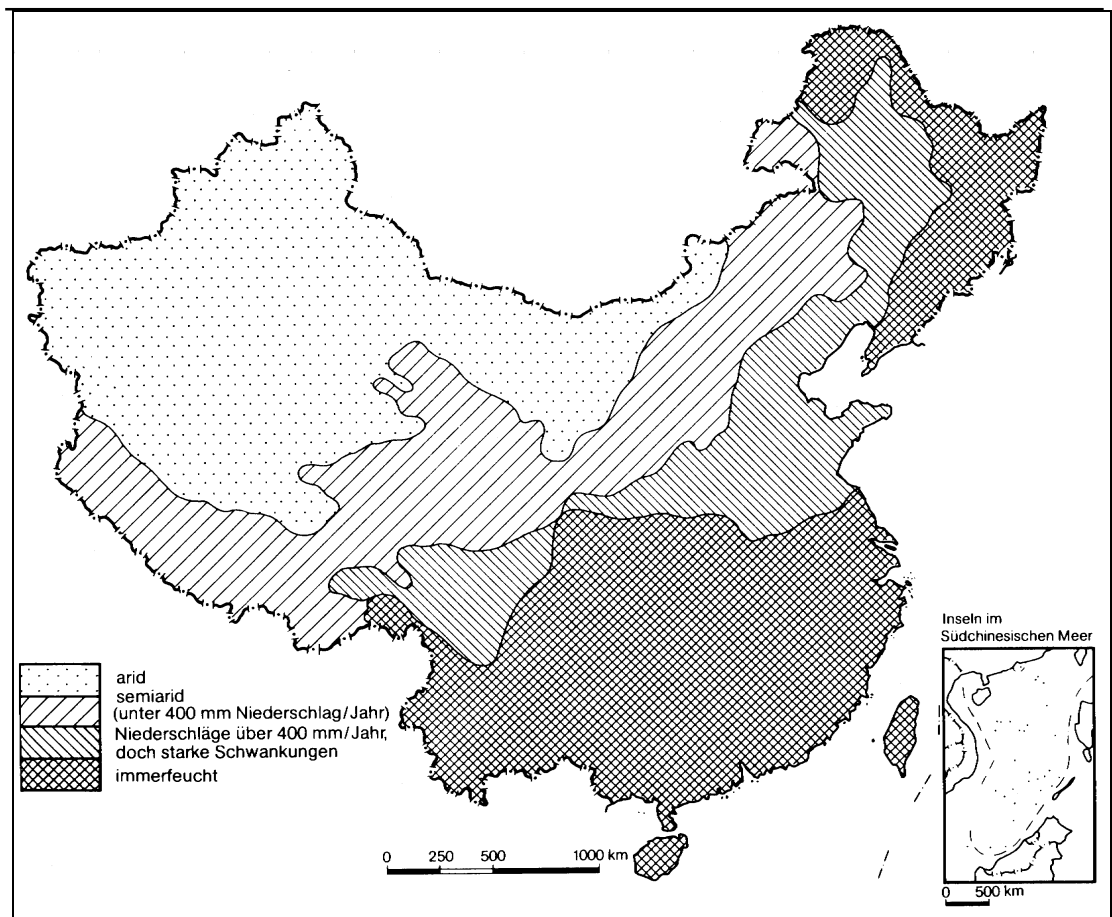 Inseln im
Südchinesischen Meer
arid
semiarid
(unter 400 mm Niederschlag/Jahr)
Niederschläge über 400 mm/Jahr,
doch starke Schwankungen
immerfeucht
0 250 500 1000 km
0 500 km